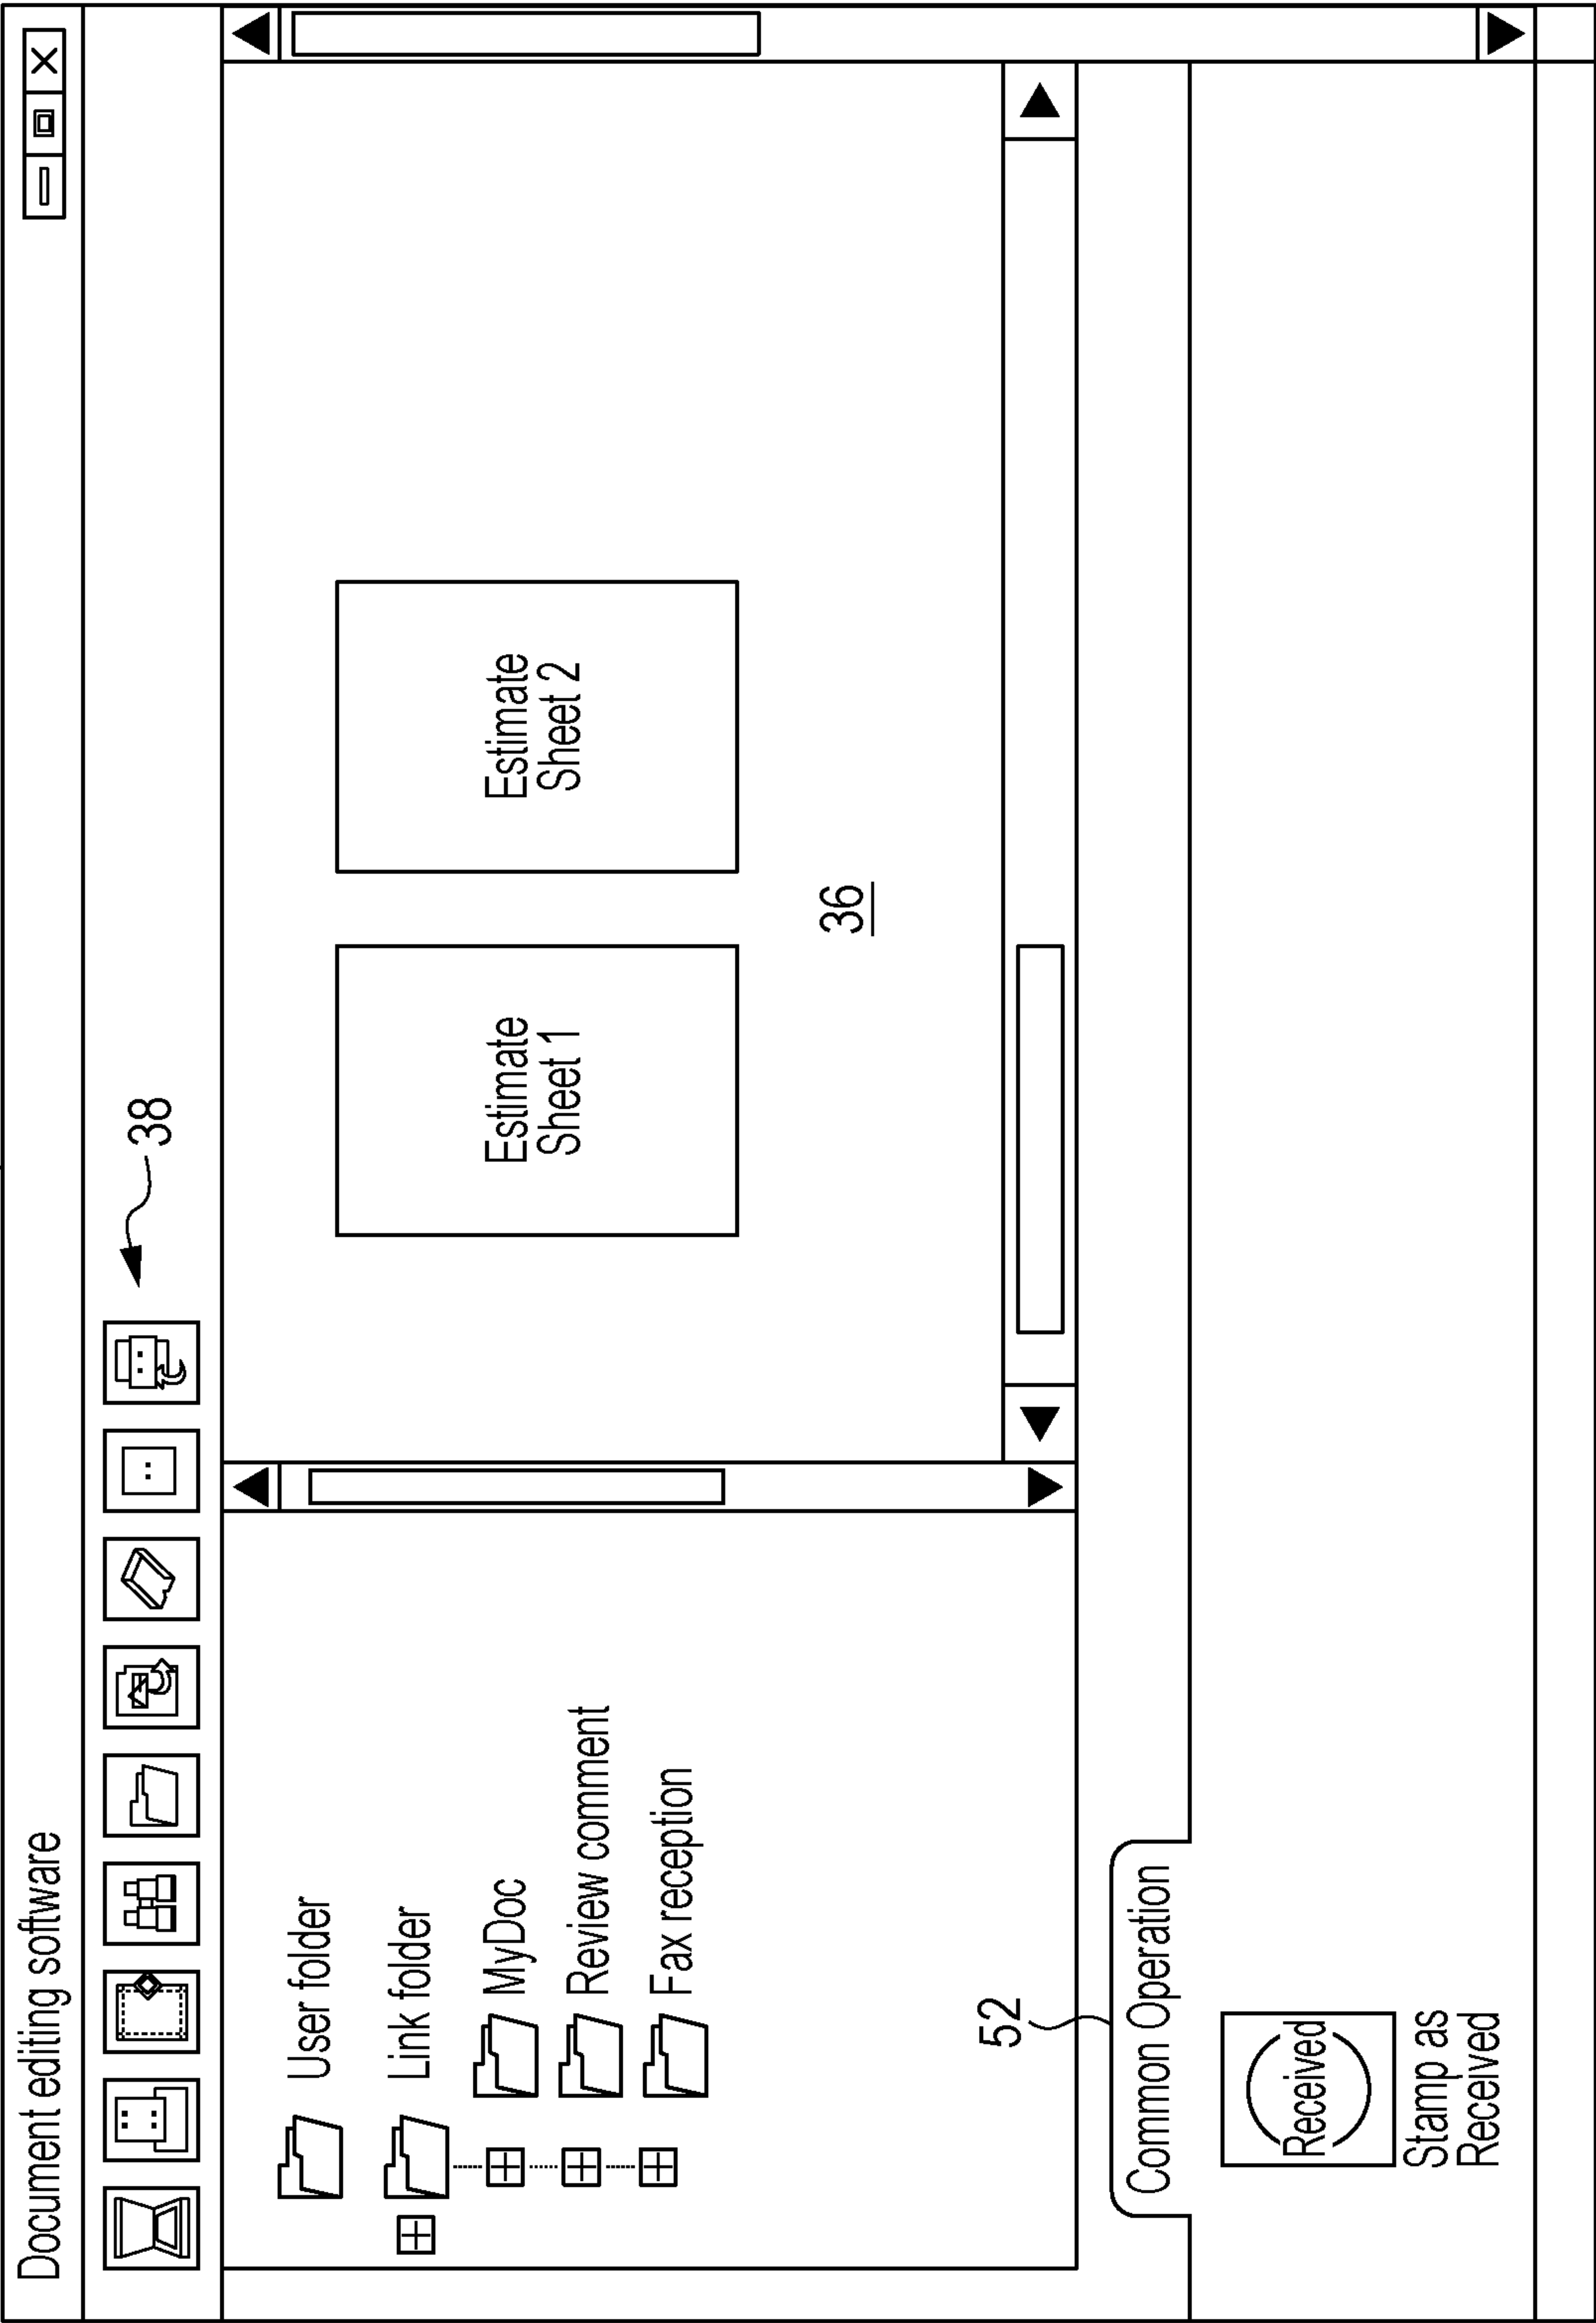 Document editing software
38
User folder
Link folder
MyDoc
Review comment
Fax reception
Estimate
Sheet 1
Estimate
Sheet 2
36
52
Common Operation
Received
Stamp as
Received